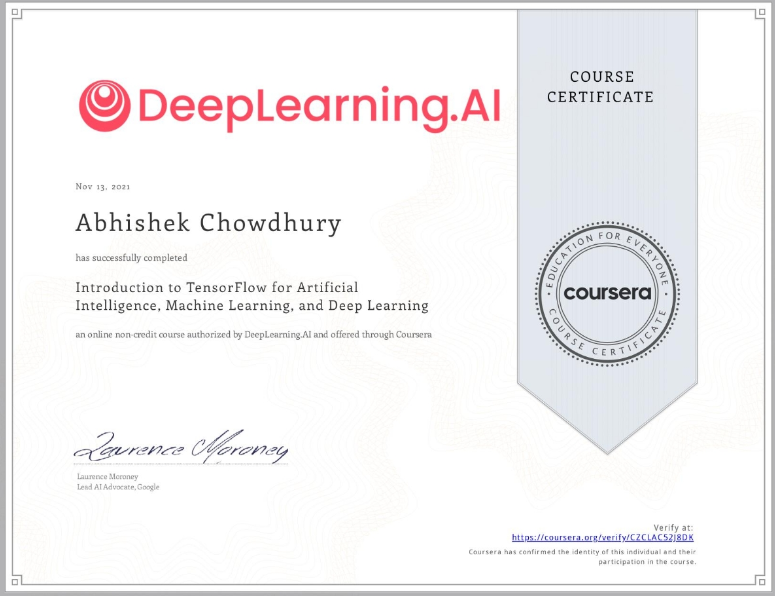 DeepLearning.AI
COURSE
CERTIFICATE
Nov 13, 2021
Abhishek Chowdhury
has successfully completed
Introduction to TensorFlow for Artificial
Intelligence, Machine Learning, and Deep Learning
an online non-credit course authorized by DeepLearning.AI and offered through Coursera
EDUCATION FOR EVERYONE
coursera
COURSE CERTIFICATE
Laurence Moroney
Laurence Moroney
Lead AI Advocate, Google
Verify at:
https://coursera.org/verify/CZCLAC52J8DK
Coursera has confirmed the identity of this individual and their
participation in the course.